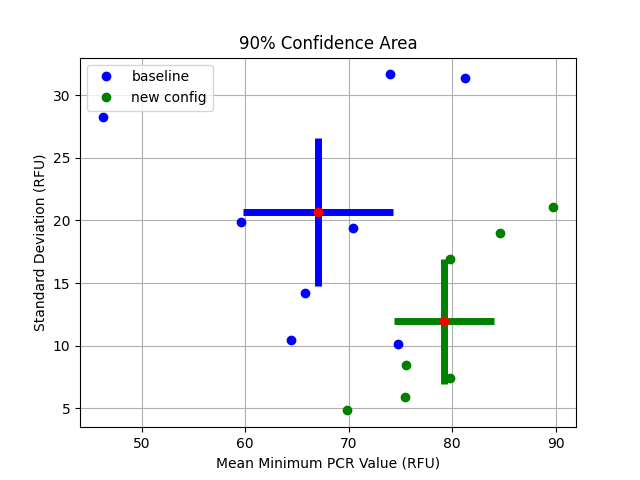 90% Confidence Area
baseline
new config
30
25
20
15
10
5
Standard Deviation (RFU)
50 60 70 80 90
Mean Minimum PCR Value (RFU)